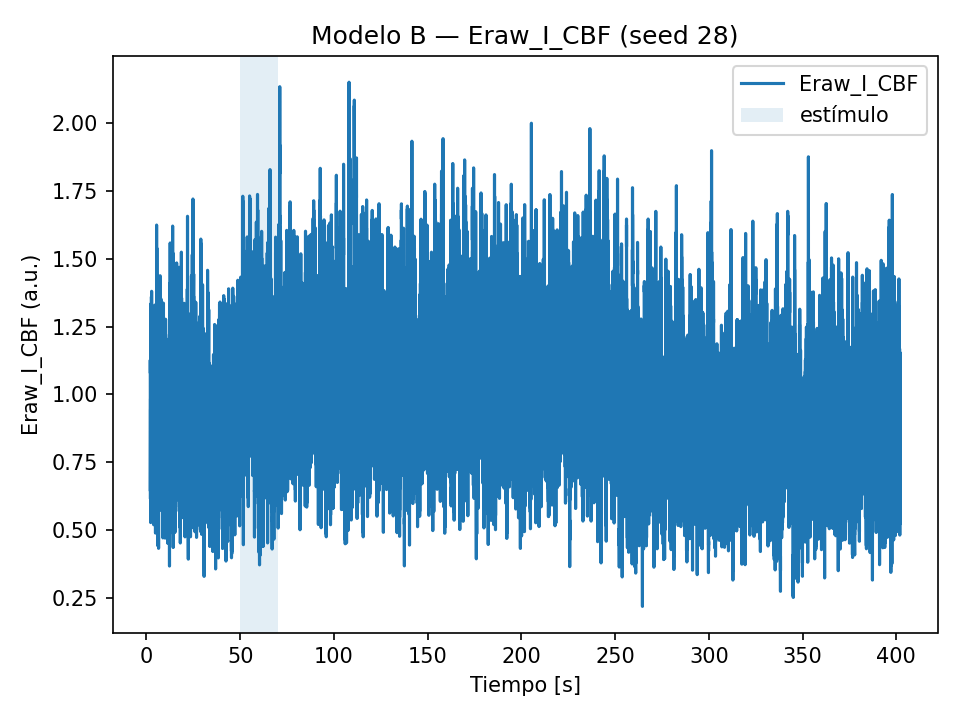 Modelo B — Eraw_I_CBF (seed 28)
Eraw_I_CBF
estímulo
Eraw_I_CBF (a.u.)
2.00
1.75
1.50
1.25
1.00
0.75
0.50
0.25
0 50 100 150 200 250 300 350 400
Tiempo [s]